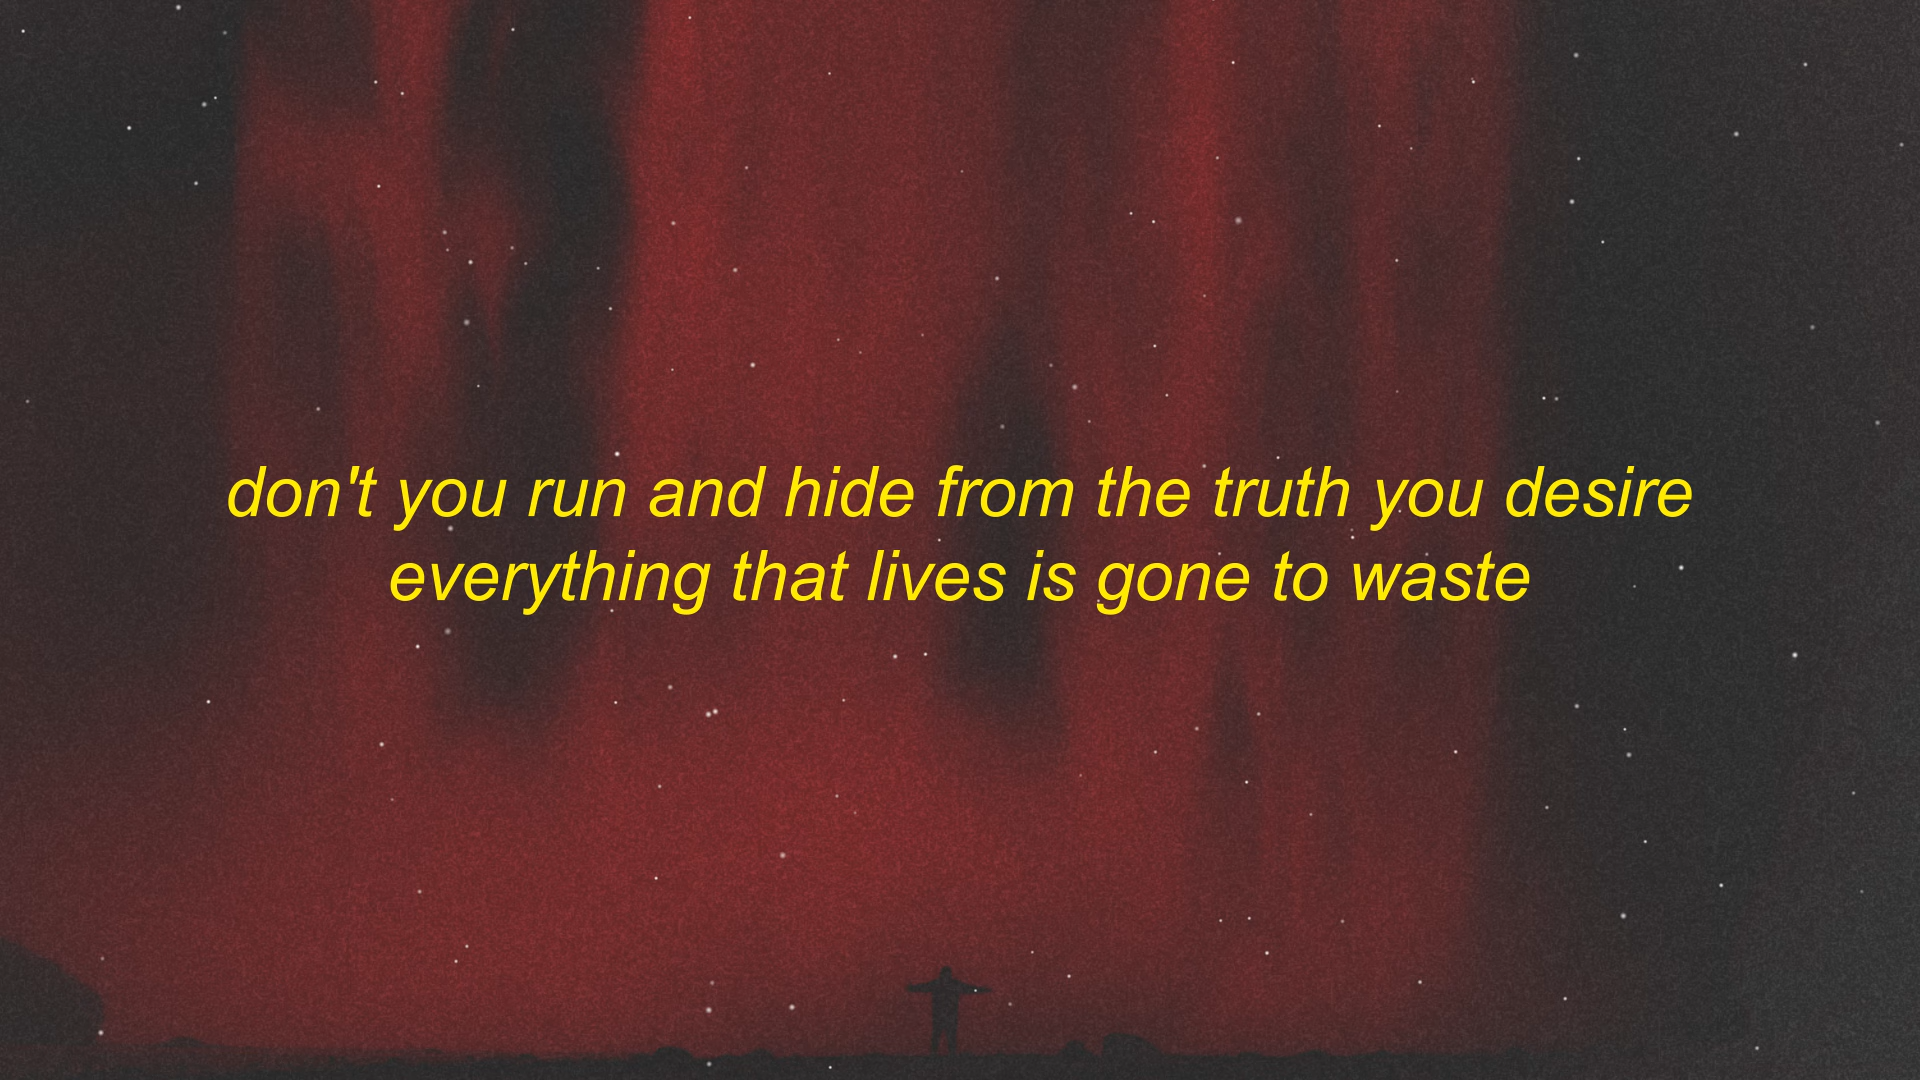 don't you run and hide from the truth you desire
everything that lives is gone to waste